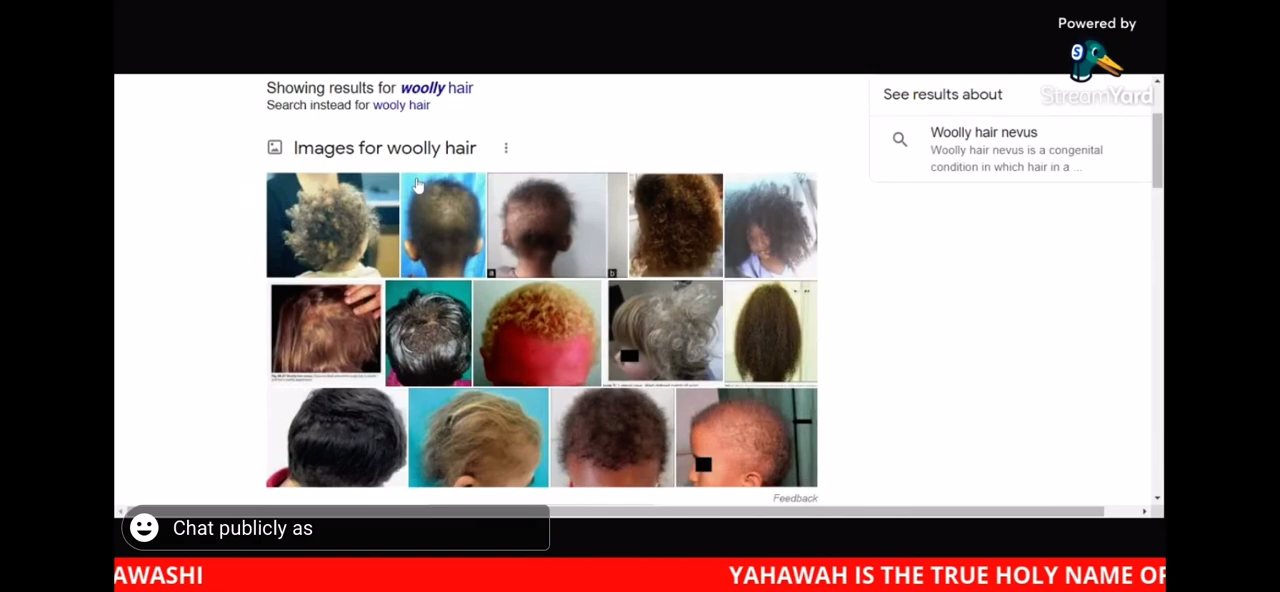 Powered by
StreamYard
Showing results for woolly hair
Search instead for wooly hair
See results about
Images for woolly hair
Woolly hair nevus
Woolly hair nevus is a congenital
condition in which hair in a ...
a
b
Feedback
Chat publicly as
AWASHI
YAHAWAH IS THE TRUE HOLY NAME OF